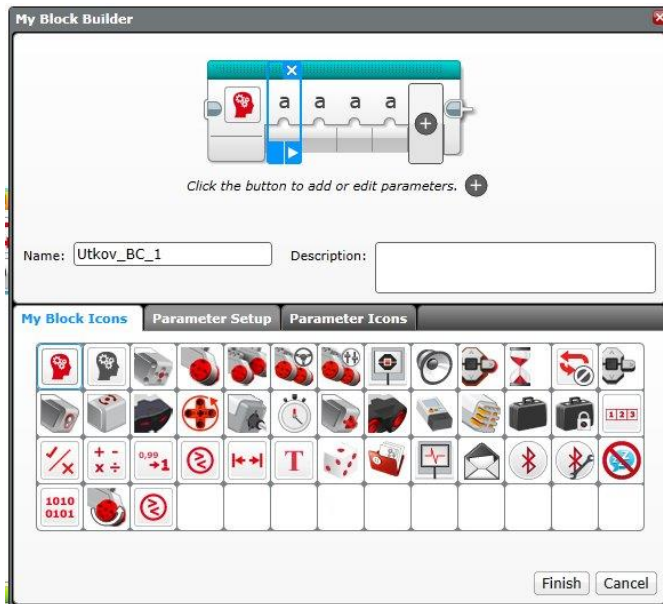 My Block Builder
a a a a
Click the button to add or edit parameters.
Name: Utkov_BC_1 Description:
My Block Icons Parameter Setup Parameter Icons
1 2 3
+ -
x ÷
0,99
→1
T
1010
0101
Finish Cancel